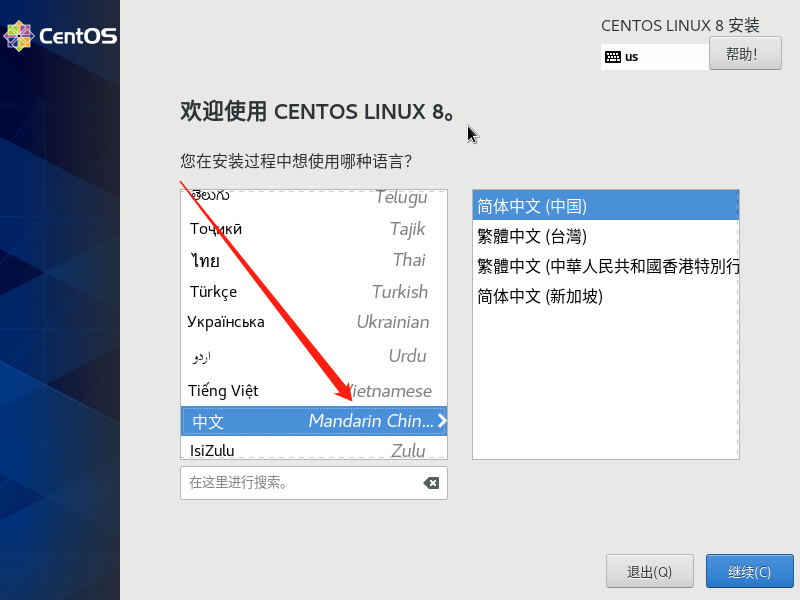 CentOS
CENTOS LINUX 8 安装
us
帮助!
欢迎使用 CENTOS LINUX 8。
您在安装过程中想使用哪种语言?
తెలుగు Telugu
Тоҷикӣ Tajik
ไทย Thai
Türkçe Turkish
Українська Ukrainian
اردو Urdu
Tiếng Việt Vietnamese
中文 Mandarin Chin...
IsiZulu Zulu
在这里进行搜索。
简体中文 (中国)
繁體中文 (台灣)
繁體中文 (中華人民共和國香港特別行
简体中文 (新加坡)
退出(Q)
继续(C)